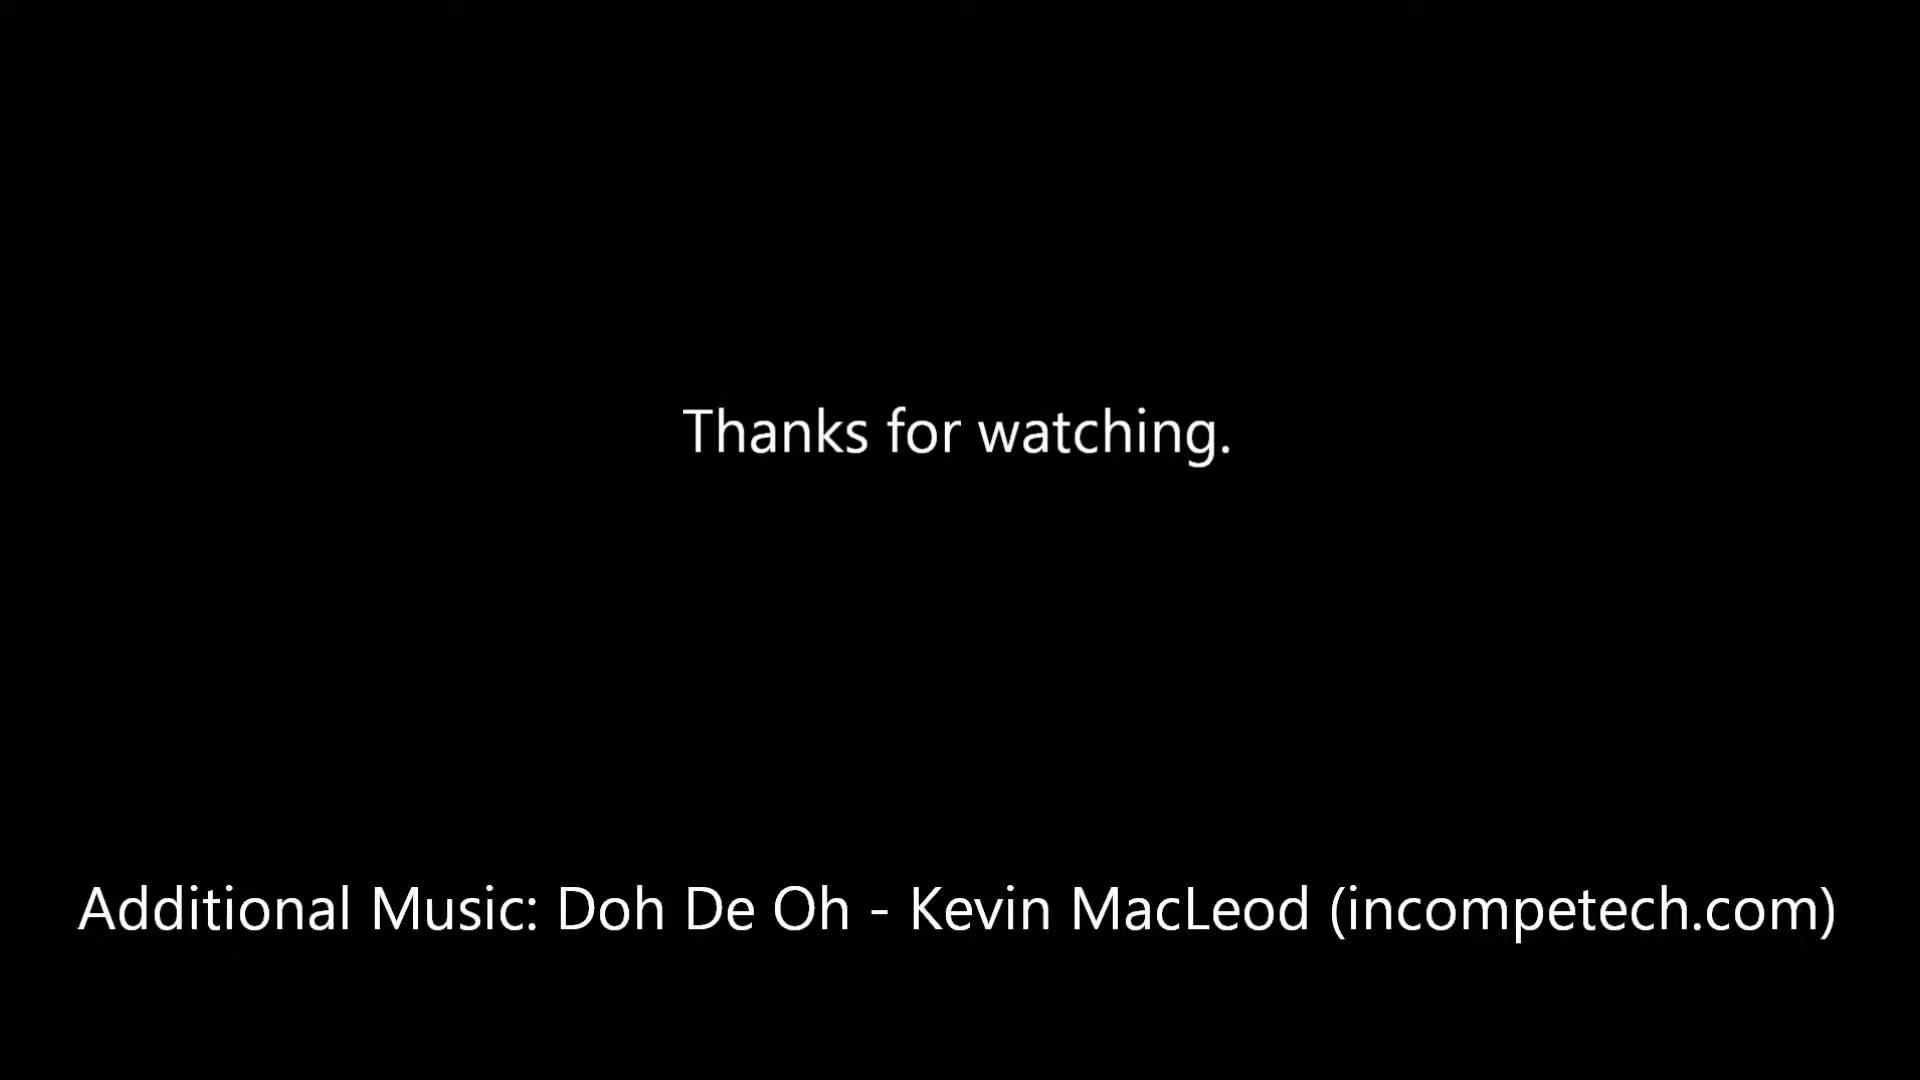 Thanks for watching.
Additional Music: Doh De Oh - Kevin MacLeod (incompetech.com)